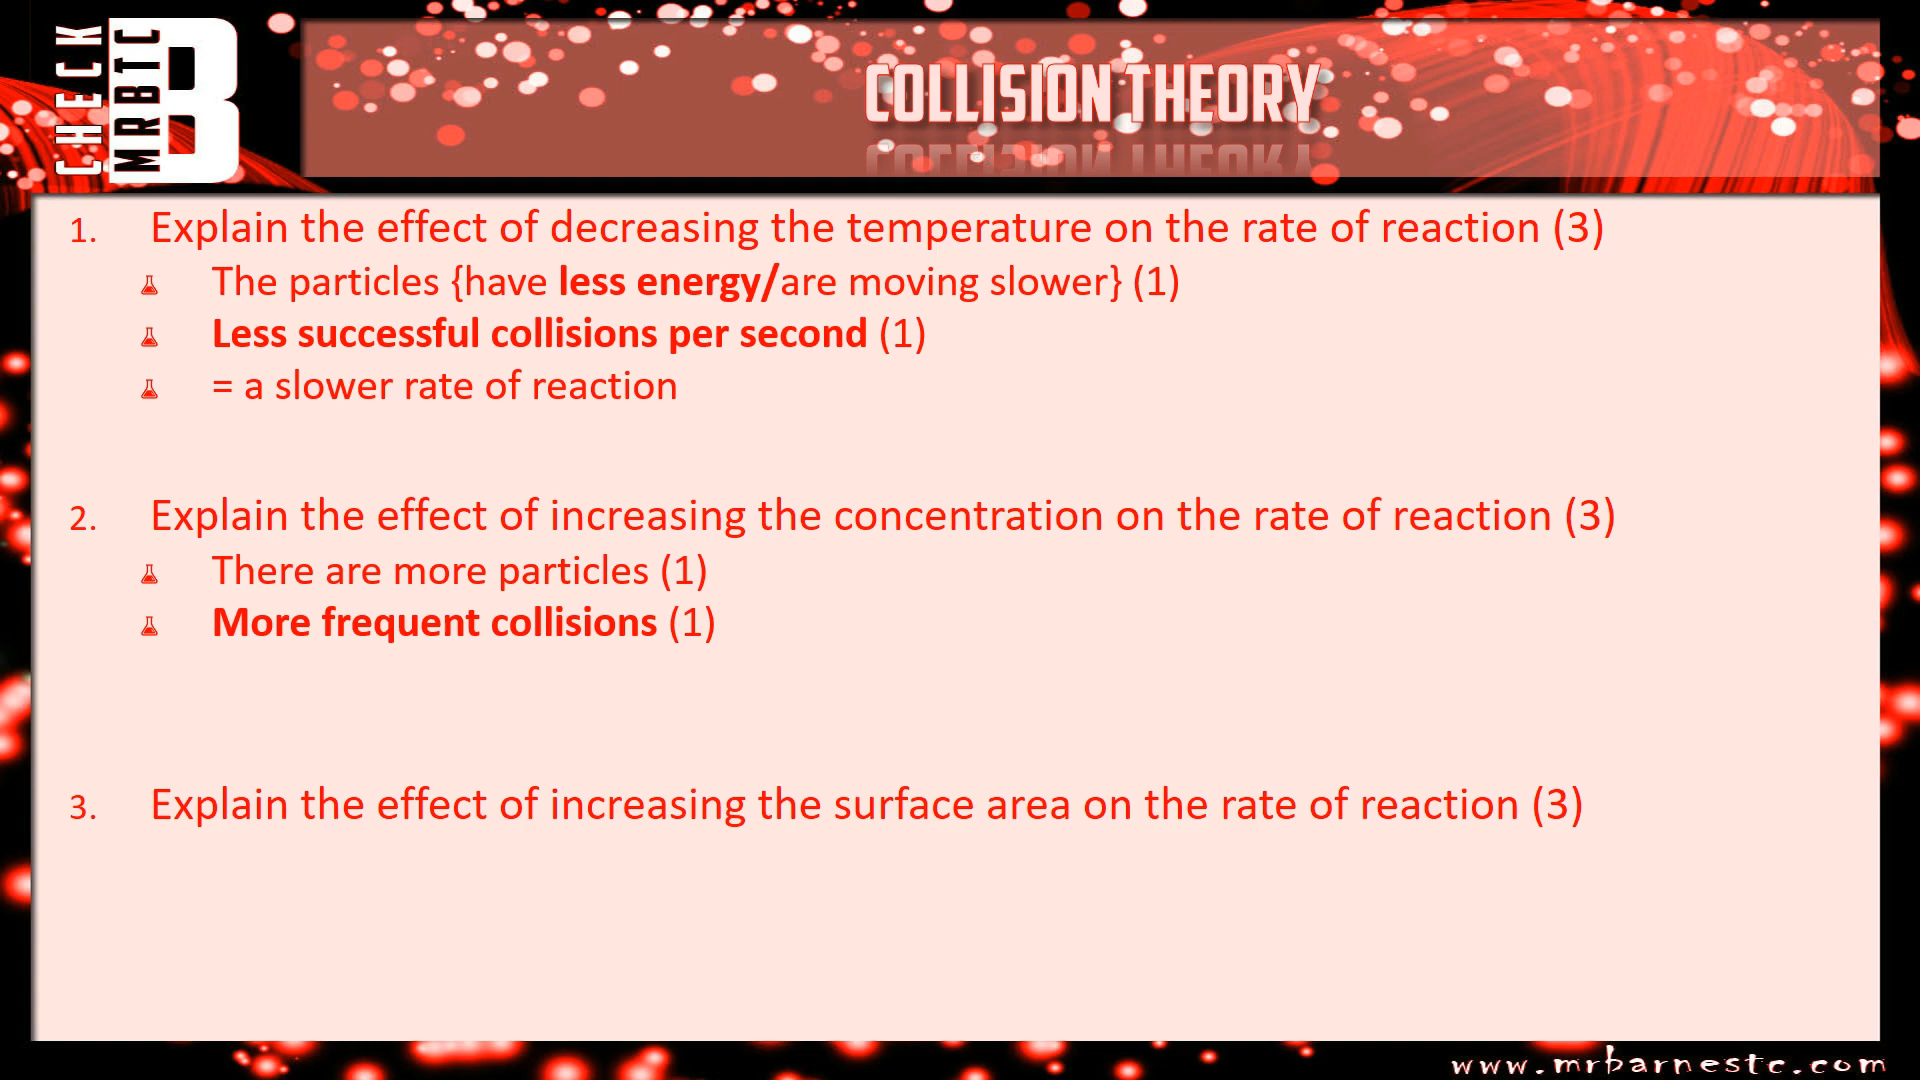 CHECK
MRBTC
B
COLLISION THEORY
1. Explain the effect of decreasing the temperature on the rate of reaction (3)
The particles {have less energy/are moving slower} (1)
Less successful collisions per second (1)
= a slower rate of reaction
2. Explain the effect of increasing the concentration on the rate of reaction (3)
There are more particles (1)
More frequent collisions (1)
3. Explain the effect of increasing the surface area on the rate of reaction (3)
www.mrbarnestc.com